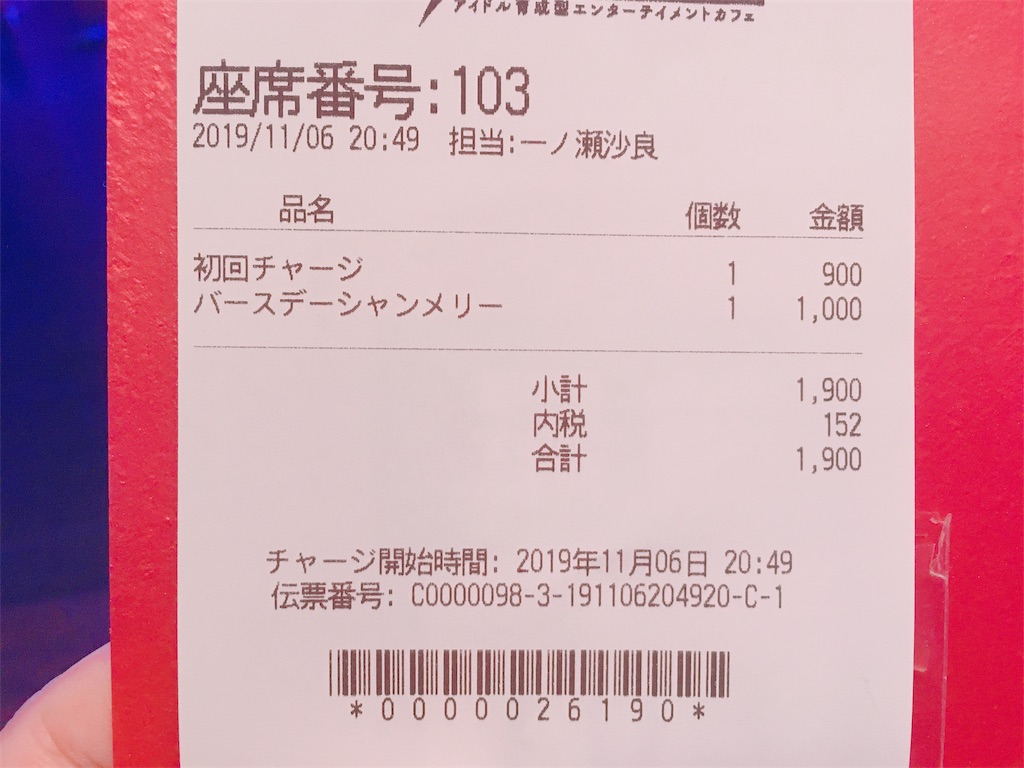 アイドル育成型エンターテイメントカフェ
座席番号:103
2019/11/06 20:49 担当:一ノ瀬沙良
品名 個数 金額
初回チャージ 1 900
バースデーシャンメリー 1 1,000
小計 1,900
内税 152
合計 1,900
チャージ開始時間: 2019年11月06日 20:49
伝票番号: C0000098-3-191106204920-C-1
*0000026190*